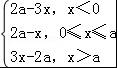 2a-3x, x<0
2a-x, 0≤x≤a
3x-2a, x>a